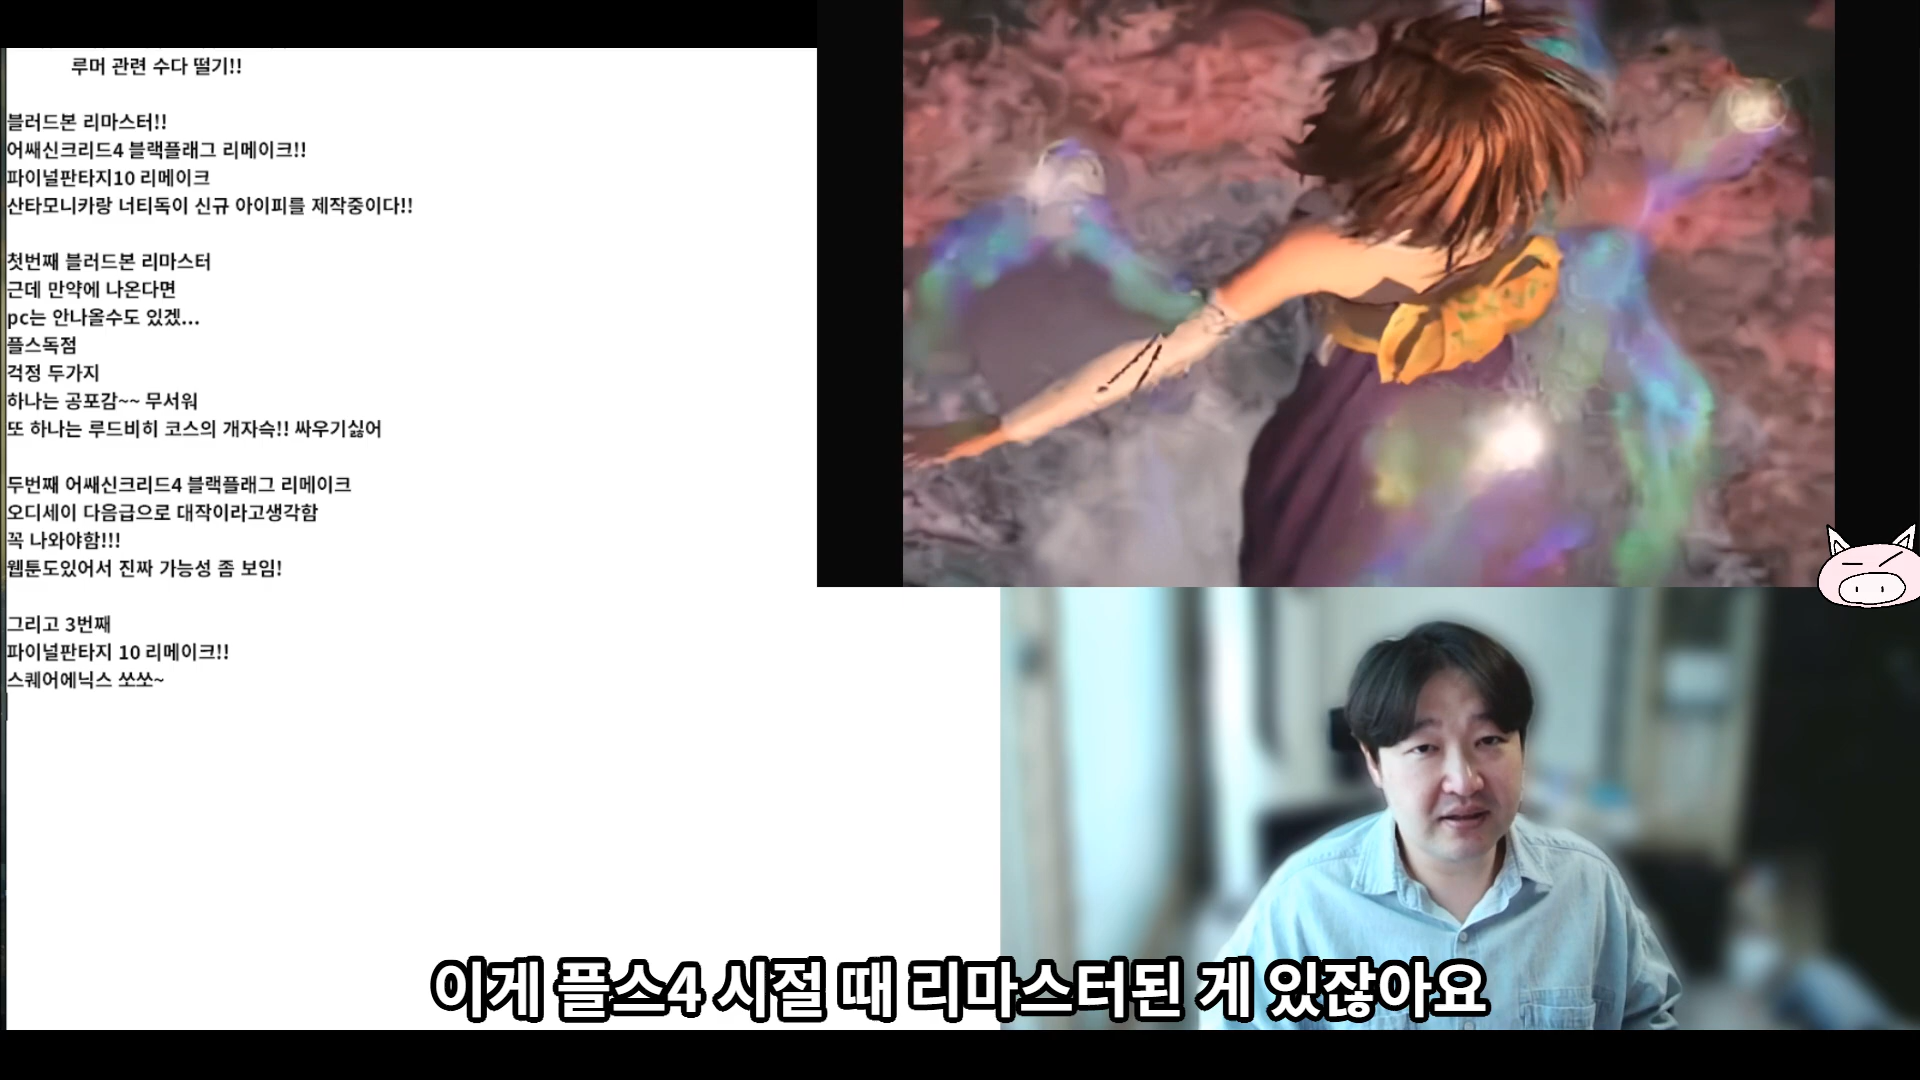 루머 관련 수다 떨기!!
블러드본 리마스터!!
어쌔신크리드4 블랙플래그 리메이크!!
파이널판타지10 리메이크
산타모니카랑 너티독이 신규 아이피를 제작중이다!!
첫번째 블러드본 리마스터
근데 만약에 나온다면
pc는 안나올수도 있겠...
플스독점
걱정 두가지
하나는 공포감~~ 무서워
또 하나는 루드비히 코스의 개자슥!! 싸우기싫어
두번째 어쌔신크리드4 블랙플래그 리메이크
오디세이 다음급으로 대작이라고생각함
꼭 나와야함!!!
웹툰도있어서 진짜 가능성 좀 보임!
그리고 3번째
파이널판타지 10 리메이크!!
스퀘어에닉스 쏘쏘~
이게 플스4 시절 때 리마스터된 게 있잖아요